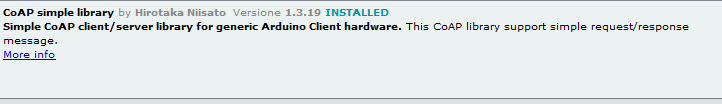 CoAP simple library by Hirotaka Niisato Versione 1.3.19 INSTALLED
Simple CoAP client/server library for generic Arduino Client hardware. This CoAP library support simple request/response
message.
More info